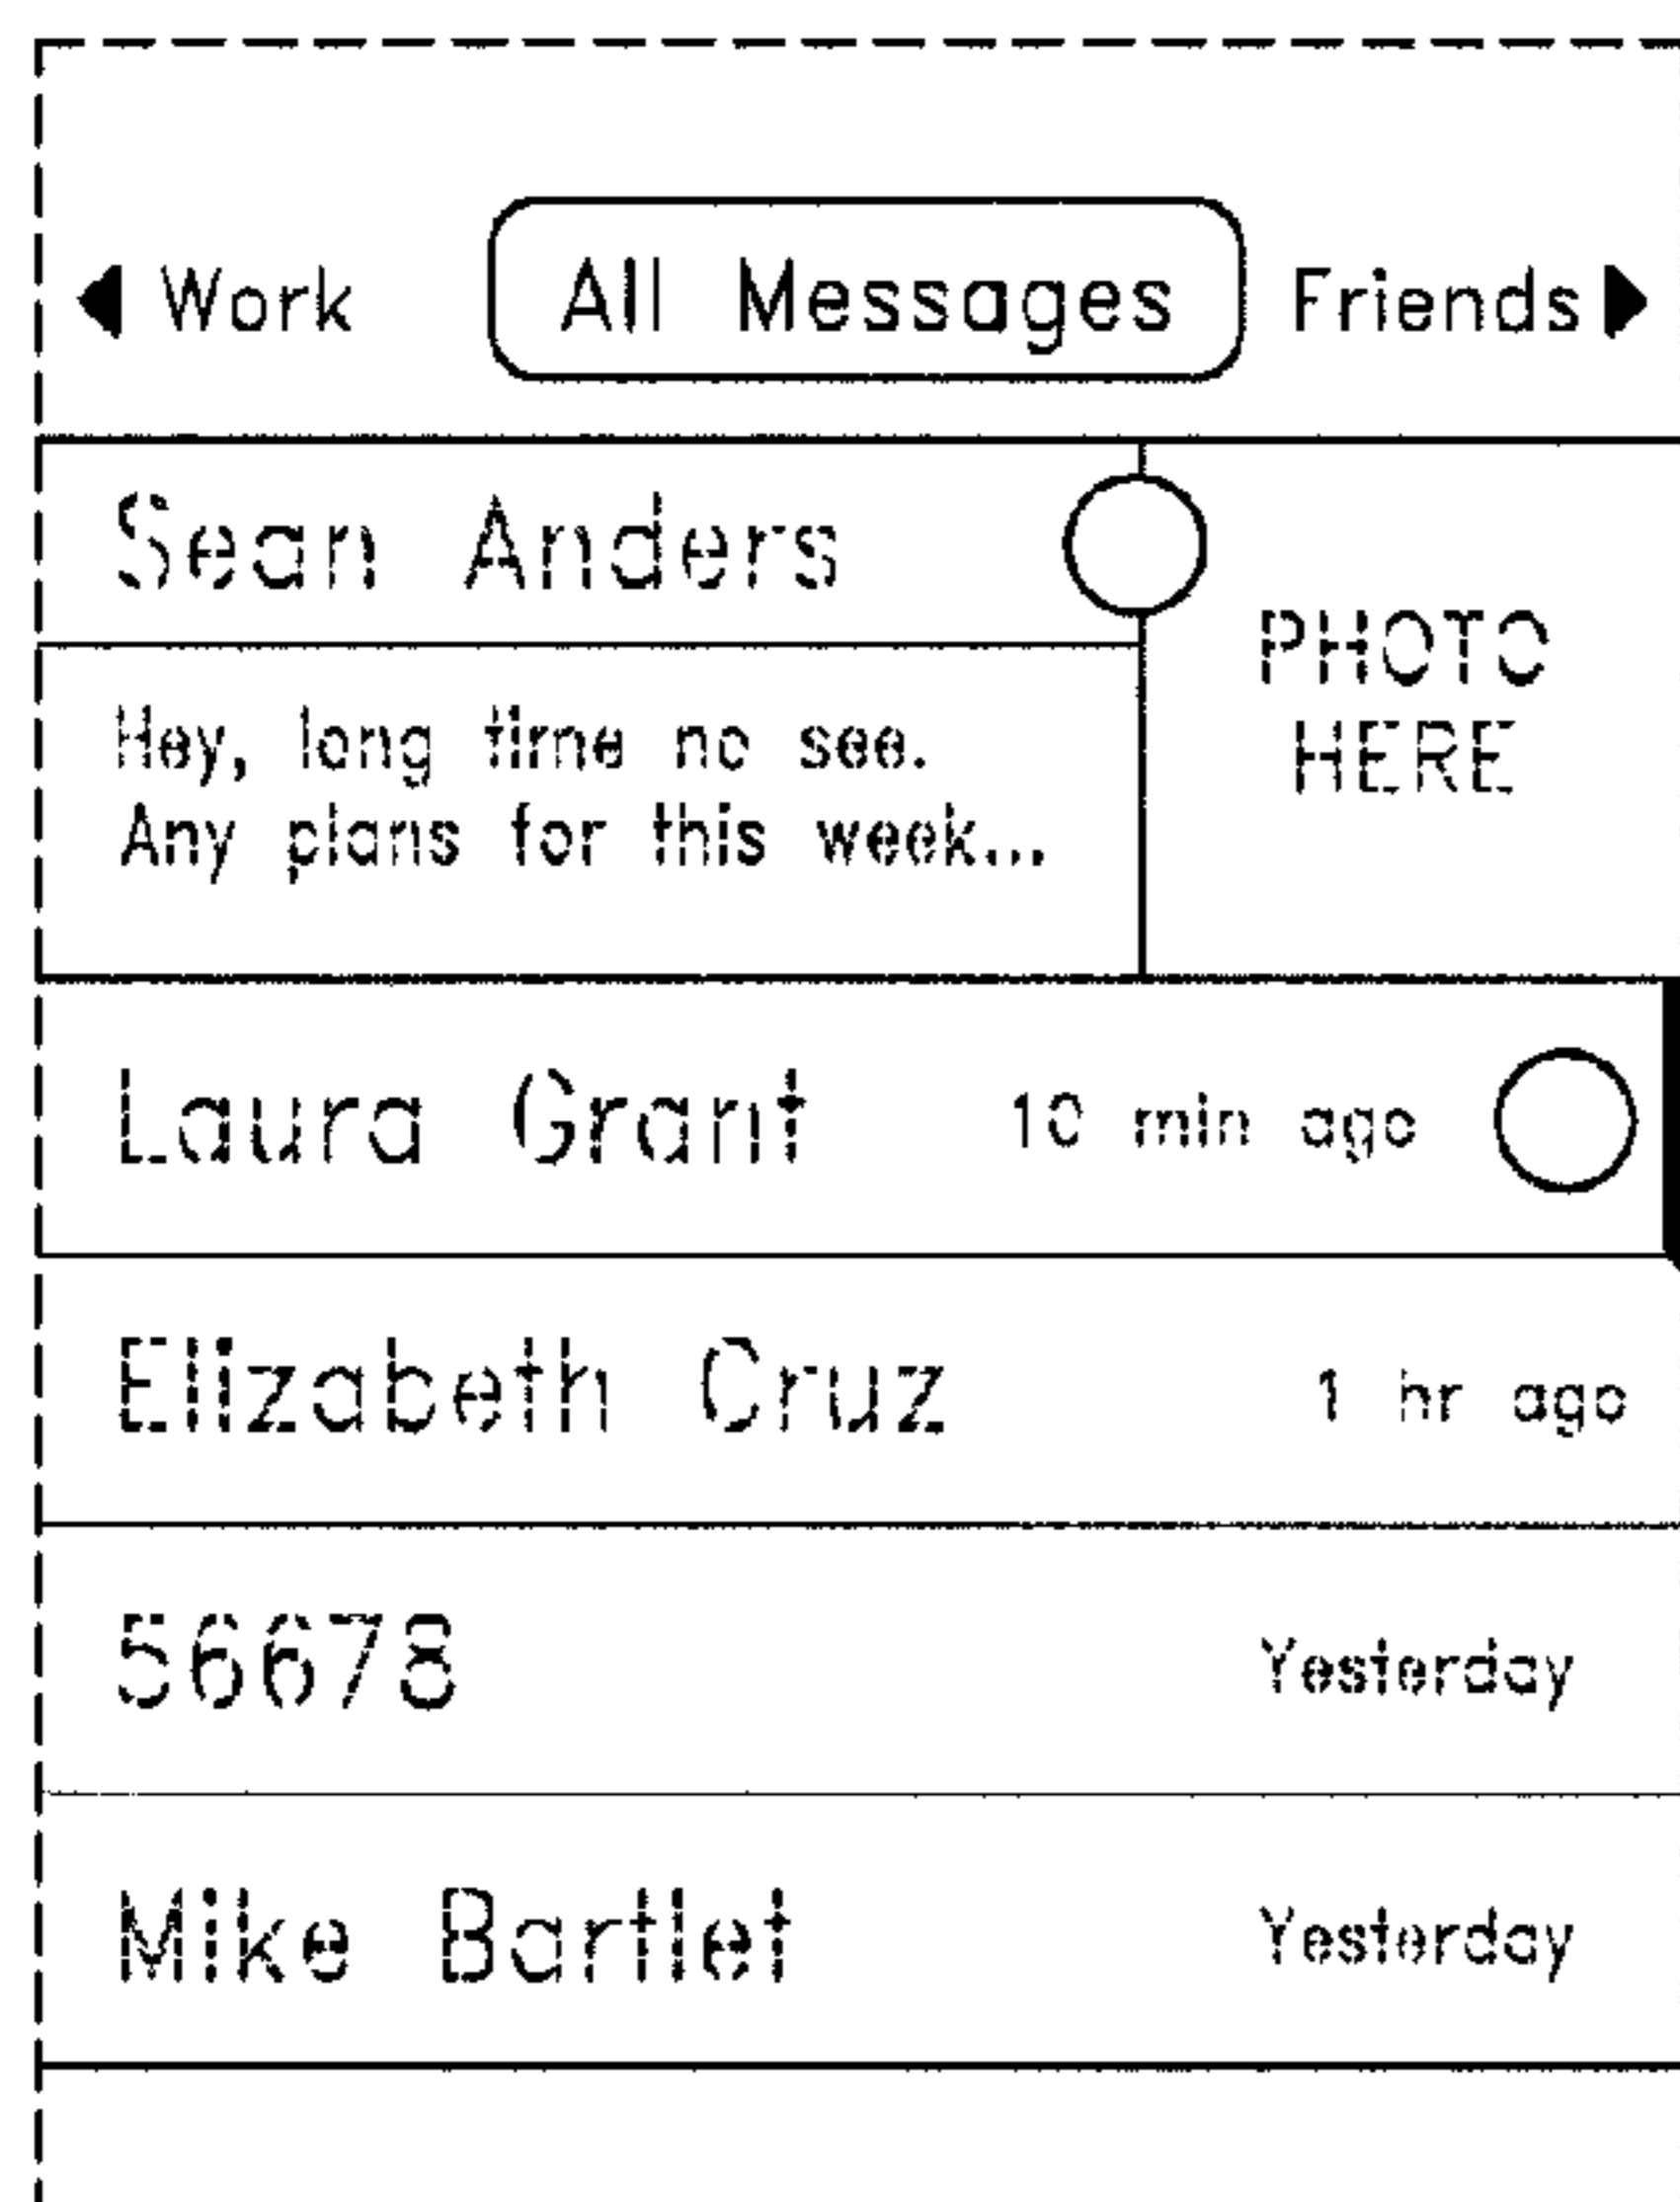 Work All Messages Friends
Sean Anders
Hey, long time no see.
Any plans for this week...
PHOTO
HERE
Laura Grant 10 min ago
Elizabeth Cruz 1 hr ago
56678 Yesterday
Mike Bartlet Yesterday